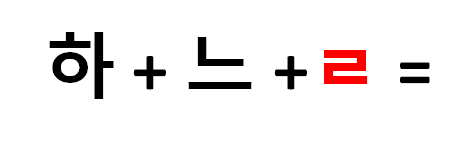 하 + 느 + ㄹ =